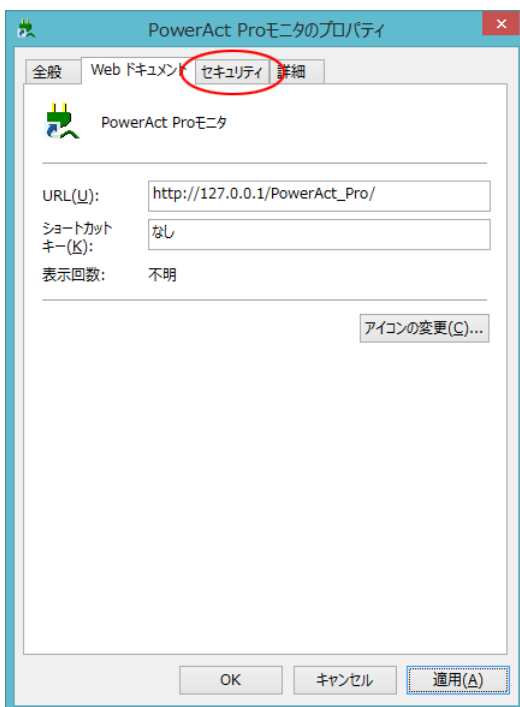 PowerAct Proモニタのプロパティ
全般 Web ドキュメント セキュリティ 詳細
PowerAct Proモニタ
URL(U): http://127.0.0.1/PowerAct_Pro/
ショートカット
キー(K): なし
表示回数: 不明
アイコンの変更(C)...
OK キャンセル 適用(A)